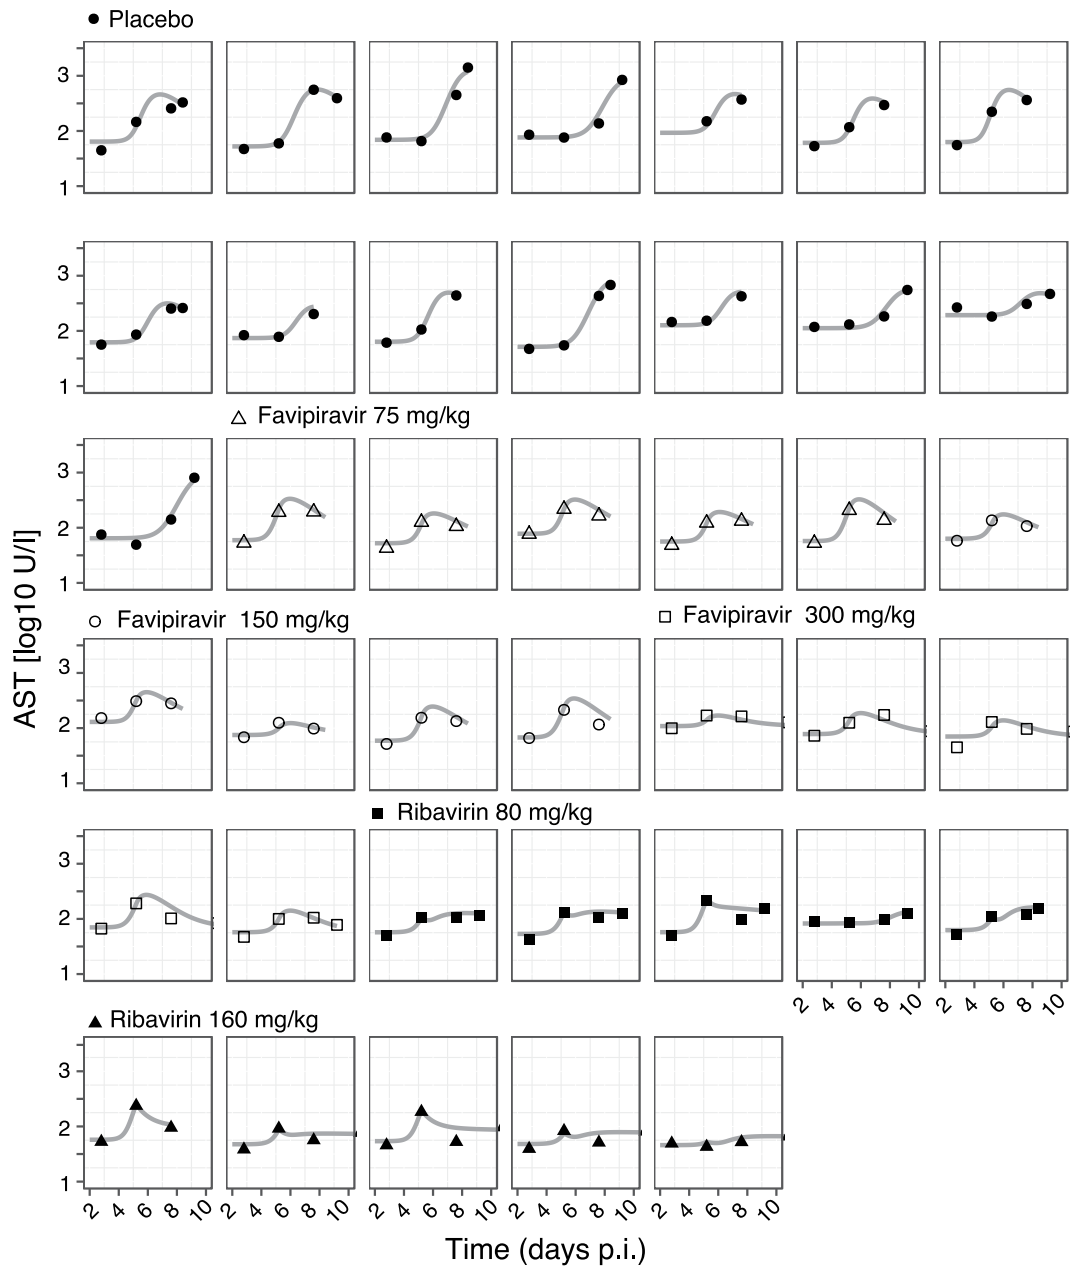 Placebo
3
2
1
3
2
1
Favipiravir 75 mg/kg
3
2
1
Favipiravir 150 mg/kg
Favipiravir 300 mg/kg
3
2
1
Ribavirin 80 mg/kg
3
2
1
2 4 6 8 10 2 4 6 8 10
Ribavirin 160 mg/kg
3
2
1
2 4 6 8 10 2 4 6 8 10 2 4 6 8 10 2 4 6 8 10 2 4 6 8 10
Time (days p.i.)
AST [log10 U/l]